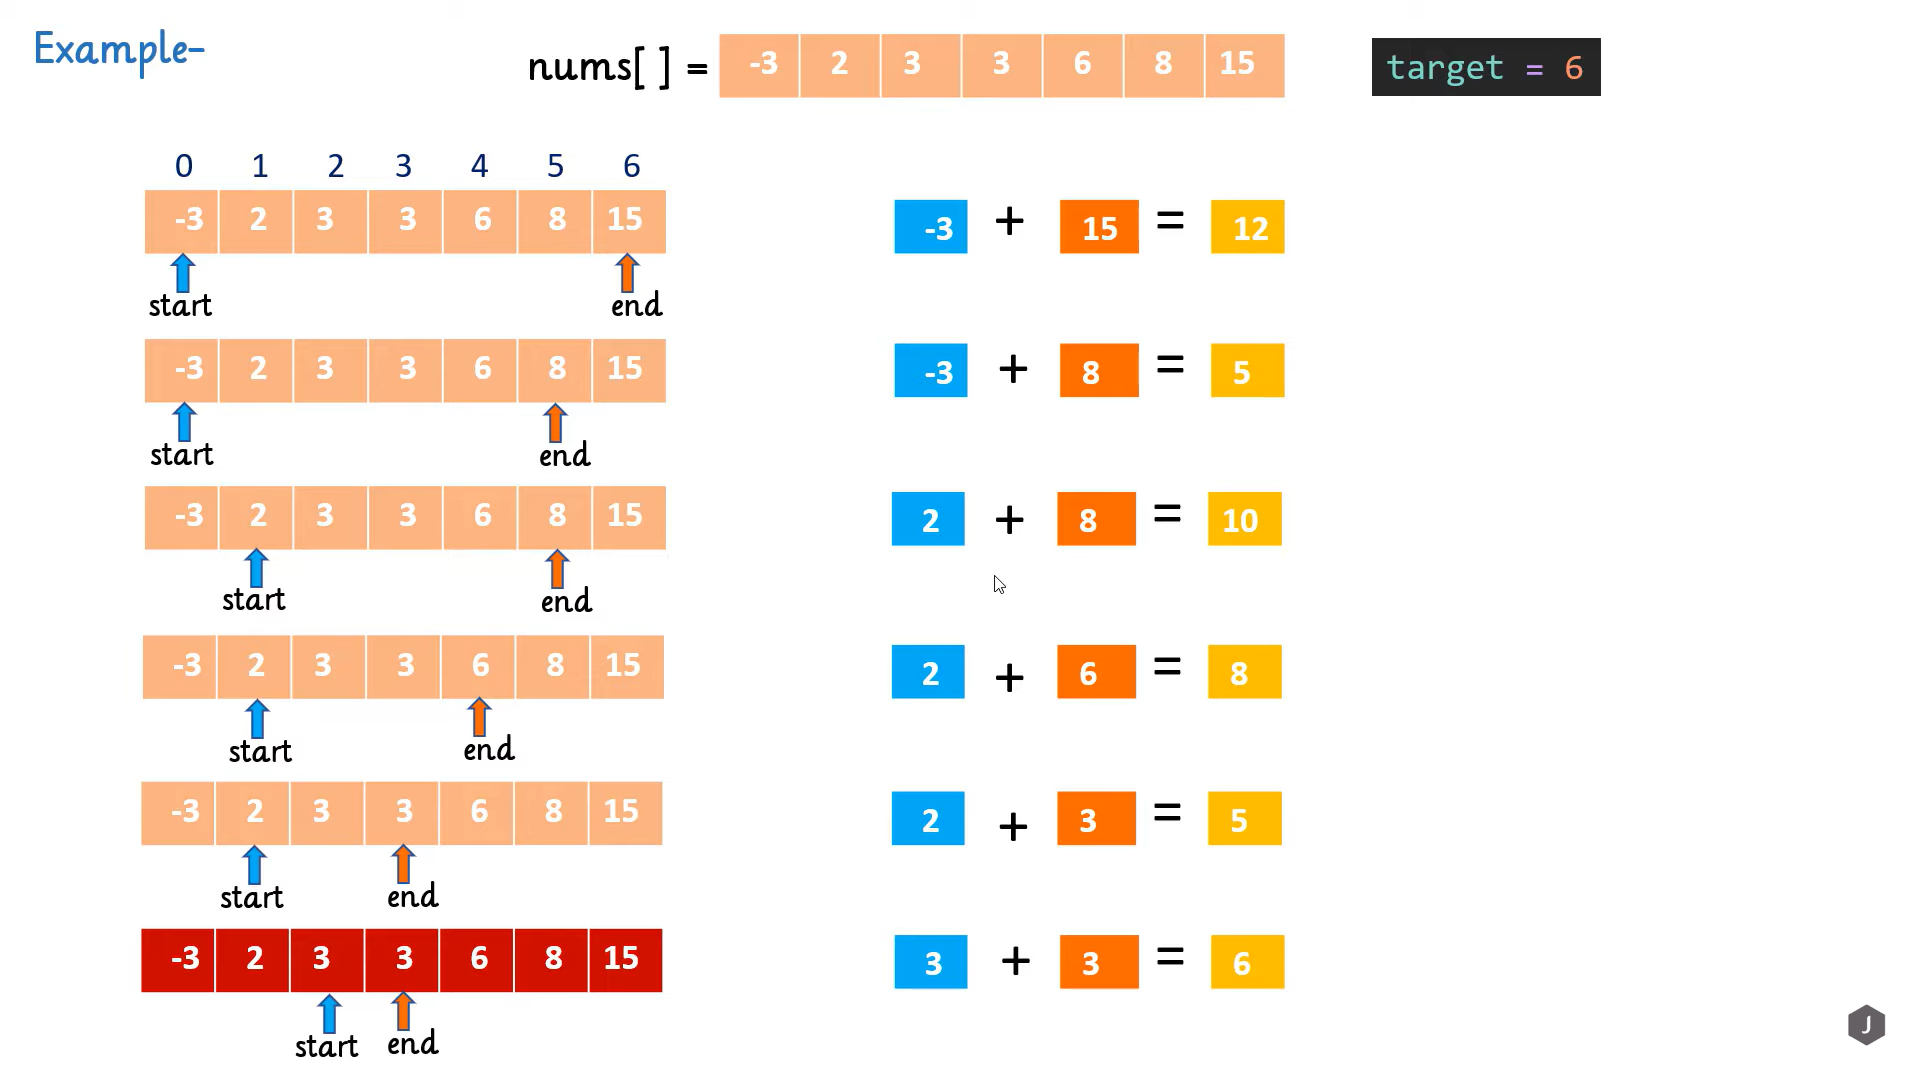 Example-
nums[ ] = -3 2 3 3 6 8 15
target = 6
0 1 2 3 4 5 6
-3 2 3 3 6 8 15
start end
-3 + 15 = 12
-3 2 3 3 6 8 15
start end
-3 + 8 = 5
-3 2 3 3 6 8 15
start end
2 + 8 = 10
-3 2 3 3 6 8 15
start end
2 + 6 = 8
-3 2 3 3 6 8 15
start end
2 + 3 = 5
-3 2 3 3 6 8 15
start end
3 + 3 = 6
J